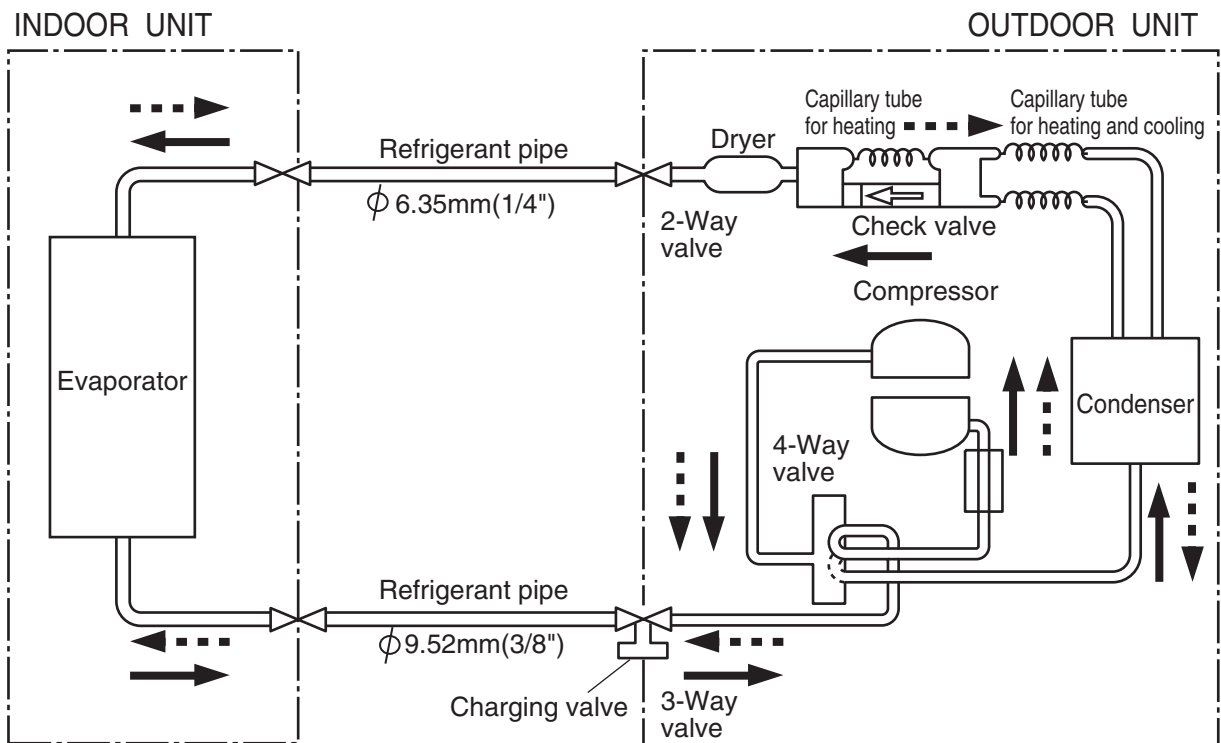 INDOOR UNIT
OUTDOOR UNIT
Capillary tube
for heating
Capillary tube
for heating and cooling
Dryer
Refrigerant pipe
ϕ 6.35mm(1/4")
2-Way
valve
Check valve
Compressor
Evaporator
Condenser
4-Way
valve
Refrigerant pipe
ϕ 9.52mm(3/8")
Charging valve
3-Way
valve